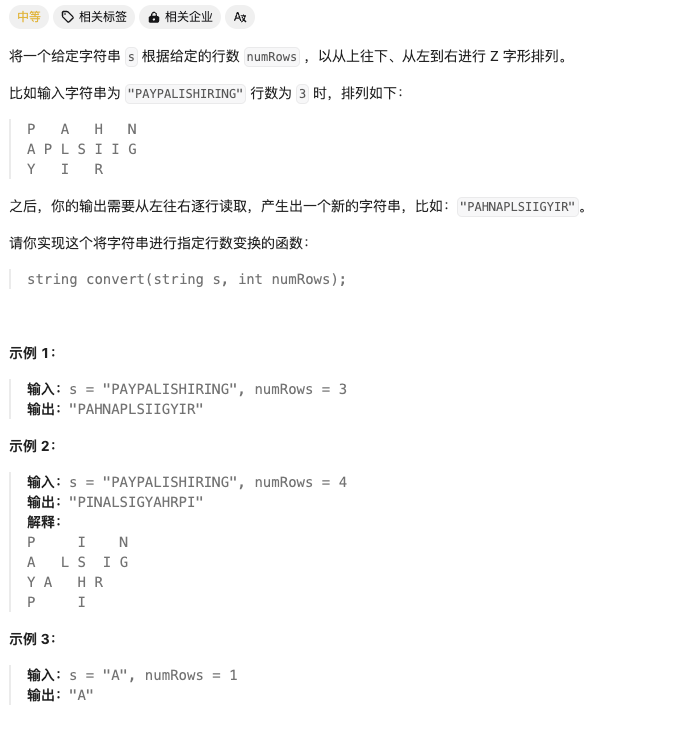 中等 相关标签 相关企业 Aあ
将一个给定字符串 s 根据给定的行数 numRows ，以从上往下、从左到右进行 Z 字形排列。
比如输入字符串为 "PAYPALISHIRING" 行数为 3 时，排列如下：
P   A   H   N
A P L S I I G
Y   I   R
之后，你的输出需要从左往右逐行读取，产生出一个新的字符串，比如："PAHNAPLSIIGYIR"。
请你实现这个将字符串进行指定行数变换的函数：
string convert(string s, int numRows);
示例 1：
输入：s = "PAYPALISHIRING", numRows = 3
输出："PAHNAPLSIIGYIR"
示例 2：
输入：s = "PAYPALISHIRING", numRows = 4
输出："PINALSIGYAHRPI"
解释：
P     I    N
A   L S  I G
Y A   H R
P     I
示例 3：
输入：s = "A", numRows = 1
输出："A"